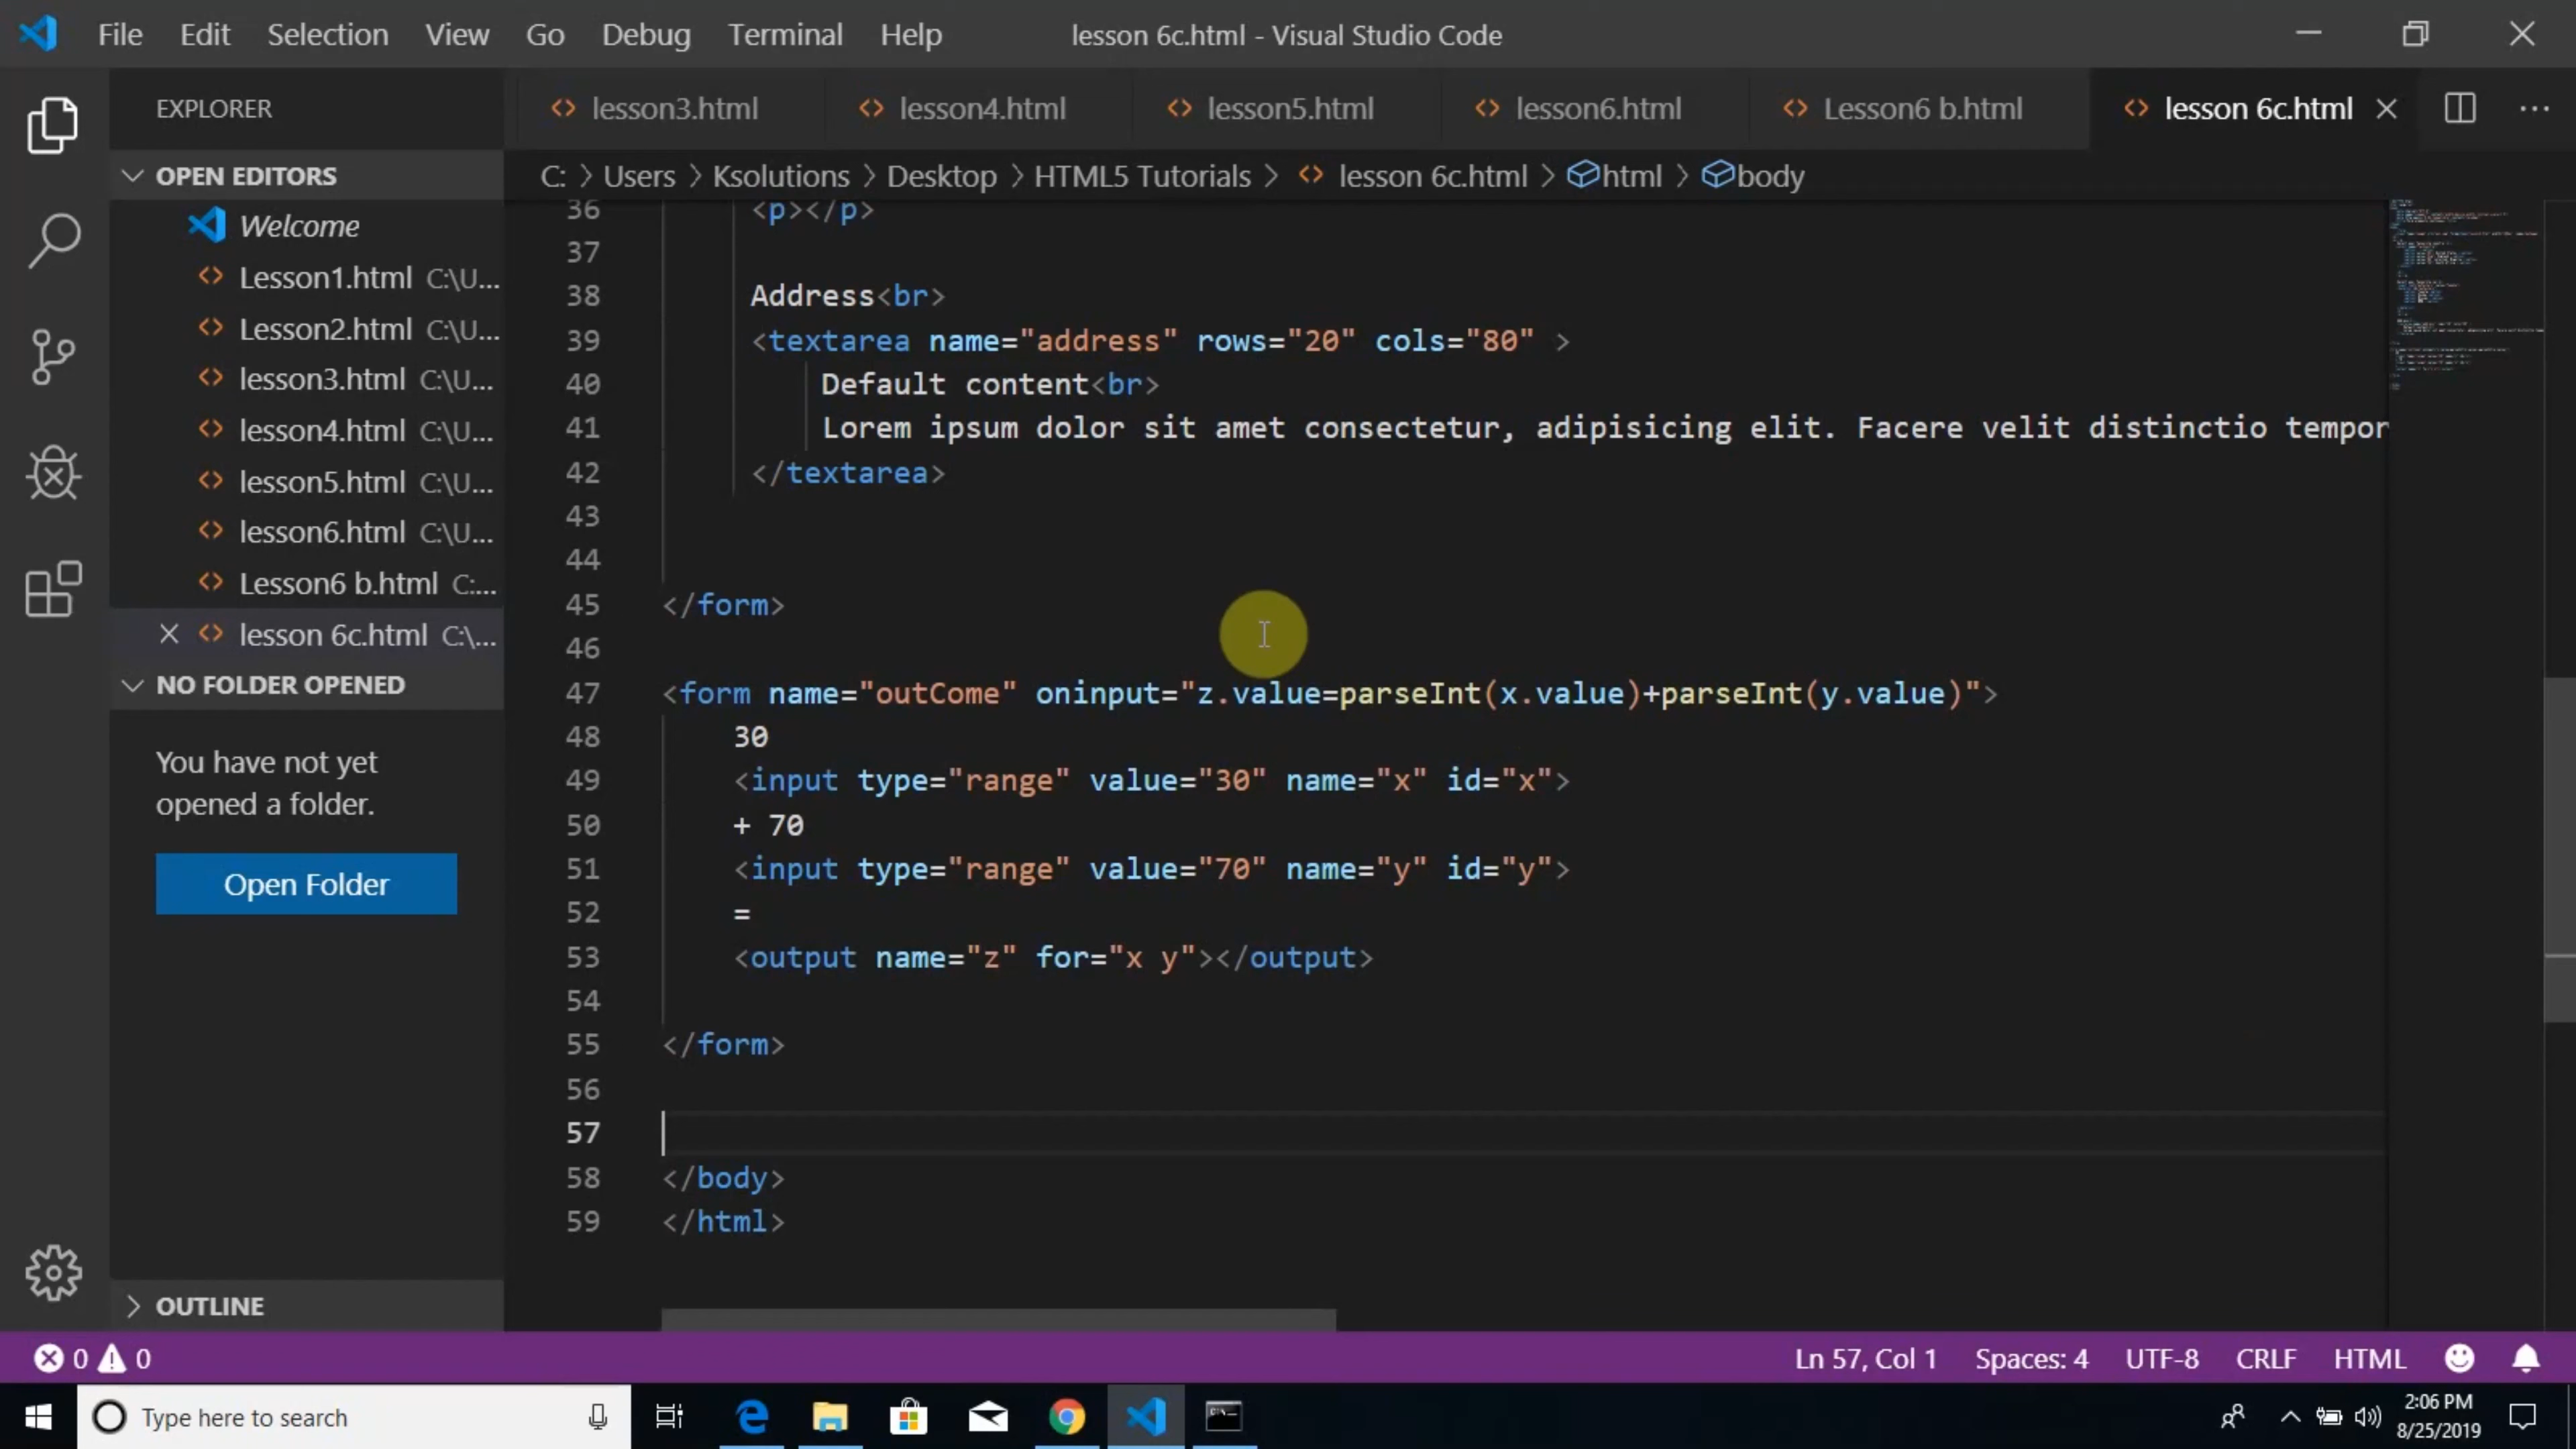 File Edit Selection View Go Debug Terminal Help lesson 6c.html - Visual Studio Code
EXPLORER
OPEN EDITORS
Welcome
Lesson1.html C:\U...
Lesson2.html C:\U...
lesson3.html C:\U...
lesson4.html C:\U...
lesson5.html C:\U...
lesson6.html C:\U...
Lesson6 b.html C:...
lesson 6c.html C:\...
NO FOLDER OPENED
You have not yet
opened a folder.
Open Folder
OUTLINE
lesson3.html lesson4.html lesson5.html lesson6.html Lesson6 b.html lesson 6c.html
C: > Users > Ksolutions > Desktop > HTML5 Tutorials > lesson 6c.html > html > body
36 <p></p>
37
38 Address<br>
39 <textarea name="address" rows="20" cols="80" >
40 Default content<br>
41 Lorem ipsum dolor sit amet consectetur, adipisicing elit. Facere velit distinctio tempor
42 </textarea>
43
44
45 </form>
46
47 <form name="outCome" oninput="z.value=parseInt(x.value)+parseInt(y.value)">
48 30
49 <input type="range" value="30" name="x" id="x">
50 + 70
51 <input type="range" value="70" name="y" id="y">
52 =
53 <output name="z" for="x y"></output>
54
55 </form>
56
57
58 </body>
59 </html>
0 0 Ln 57, Col 1 Spaces: 4 UTF-8 CRLF HTML
Type here to search
2:06 PM
8/25/2019